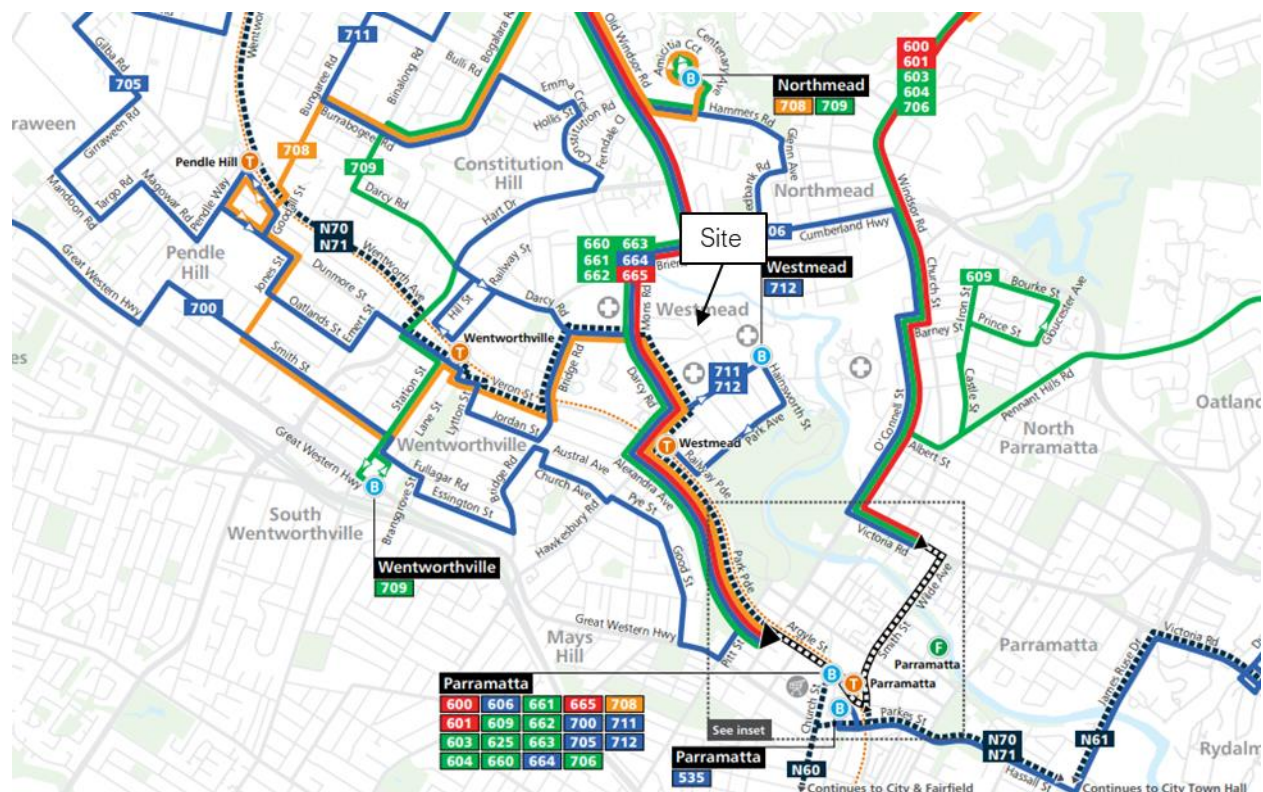 711
Gilba Rd
705
Girraween Rd
Targo Rd
Mandoon Rd
Magowar Rd
Pendle Way
Pendle Hill
T
708
Goodall St
Bungaree Rd
Binalong Rd
Bulli Rd
Burrabogee Rd
709
Darcy Rd
N70
N71
Wentworth Ave
Pendle
Hill
Great Western Hwy
700
Jones St
Dunmore St
Oatlands St
Emert St
Smith St
Constitution
Hill
Hollis St
Constitution Rd
Ferndale Cl
Hart Dr
Railway St
Hill St
Darcy Rd
T
Wentworthville
Veron St
Bridge Rd
Station St
Lane St
Lytton St
Jordan St
Wentworthville
Great Western Hwy
Fullagar Rd
Essington St
Bridge Rd
B
Bransgrove St
South
Wentworthville
Wentworthville
709
Austral Ave
Church Ave
Hawkesbury Rd
Pye St
Good St
Great Western Hwy
Pitt St
Mays
Hill
Old Windsor Rd
Amicitia Cct
Centenary Ave
B
Northmead
708 709
Hammers Rd
Glenn Ave
Northmead
Cumberland Hwy
Site
660 663
661 664
662 665
Mons Rd
Westmead
712
Westmead
711
712
B
Hainsworth St
Park Ave
Darcy Rd
T
Westmead
Railway Pde
Alexandra Ave
Park Pde
600
601
603
604
706
Windsor Rd
Church St
Barney St
609
Iron St
Bourke St
Prince St
Gloucester Ave
Castle St
Pennant Hills Rd
O'Connell St
Albert St
North
Parramatta
Victoria Rd
Wilde Ave
Smith St
Argyle St
F
Parramatta
Parramatta
B
T
Parramatta
B
Church St
Parkes St
See inset
Parramatta
600 606 661 665 708
601 609 662 700 711
603 625 663 705 712
604 660 664 706
Parramatta
535
N60
Continues to City & Fairfield
N70
N71
Hassall St
N61
James Ruse Dr
Victoria Rd
Continues to City Town Hall